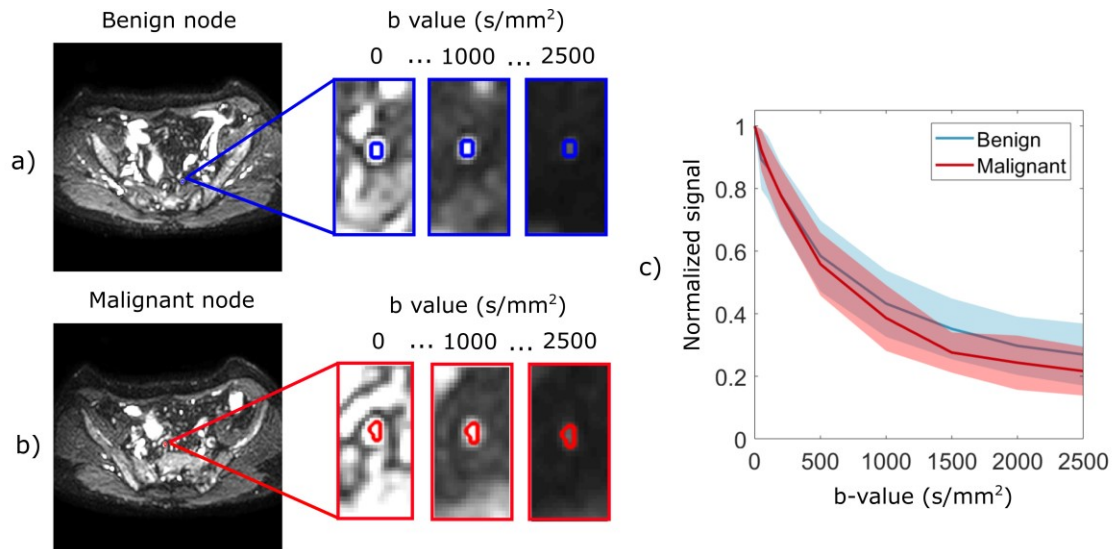 Benign node
b value (s/mm²)
0 ... 1000 ... 2500
a)
Malignant node
b value (s/mm²)
0 ... 1000 ... 2500
b)
c)
Normalized signal
1
0.8
0.6
0.4
0.2
0
Benign
Malignant
0 500 1000 1500 2000 2500
b-value (s/mm²)